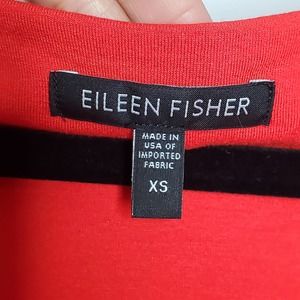 EILEEN FISHER
MADE IN
USA OF
IMPORTED
FABRIC
XS